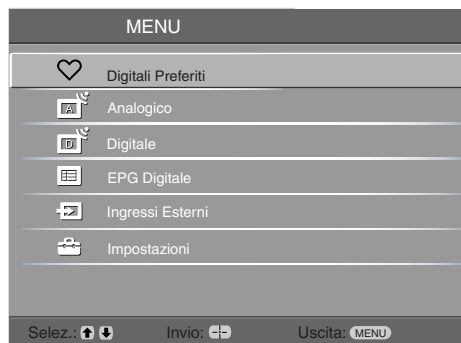 MENU
Digitali Preferiti
A Analogico
D Digitale
EPG Digitale
Ingressi Esterni
Impostazioni
Selez.: Invio: Uscita: MENU